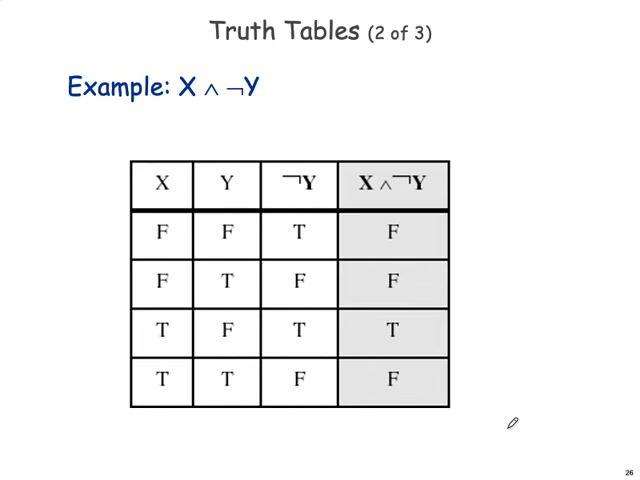 Truth Tables (2 of 3)
Example: X ∧ ¬Y
X Y ¬Y X ∧ ¬Y
F F T F
F T F F
T F T T
T T F F
26